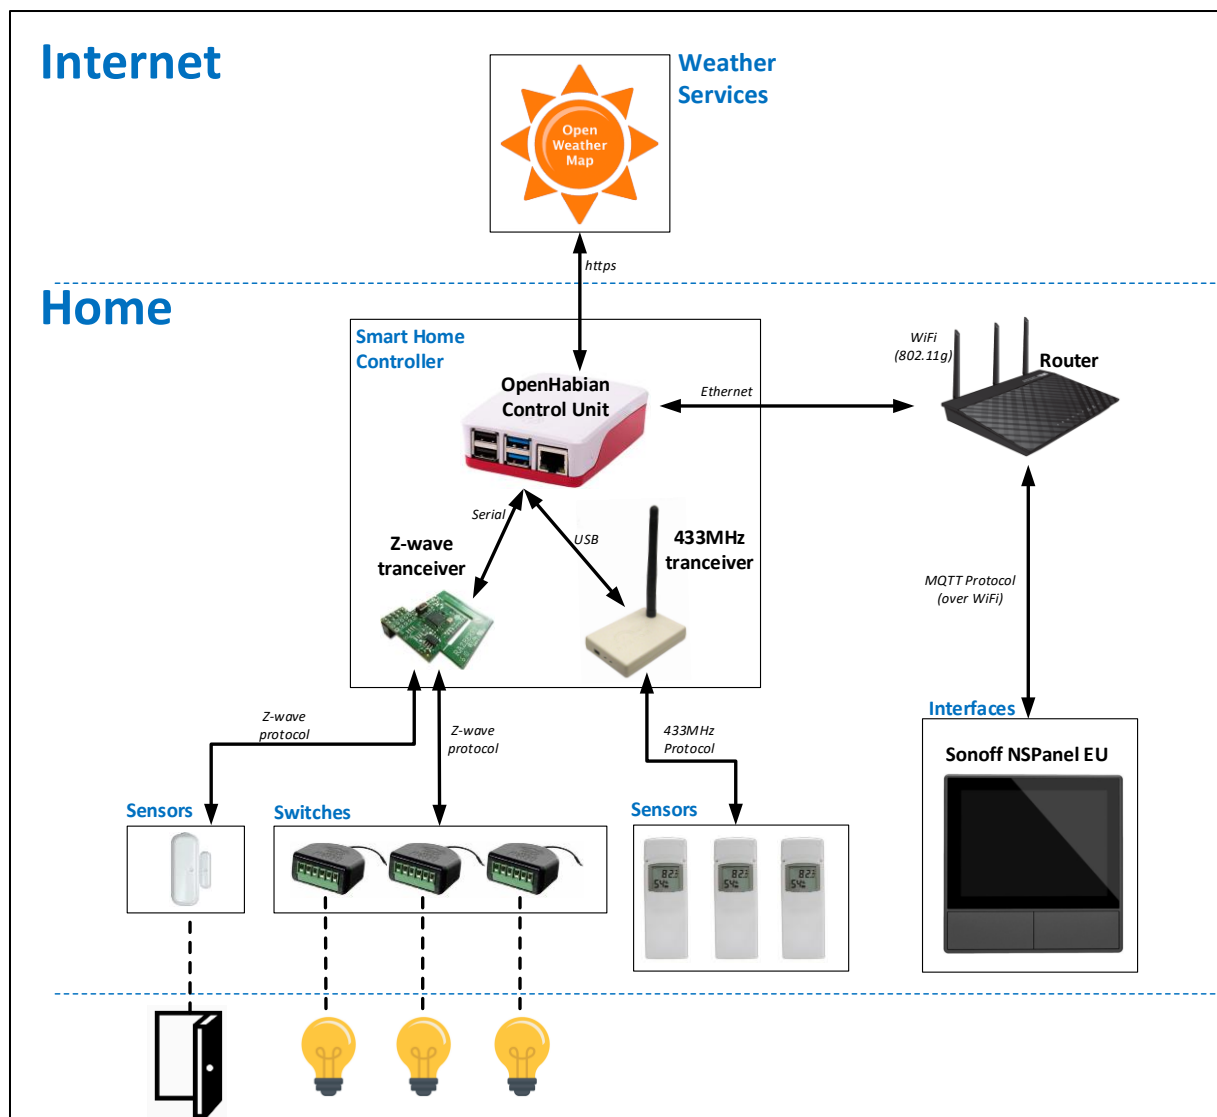 Internet
Weather
Services
Open
Weather
Map
https
Home
Smart Home
Controller
WiFi
(802.11g)
Router
OpenHabian
Control Unit
Ethernet
Serial
USB
Z-wave
tranceiver
433MHz
tranceiver
MQTT Protocol
(over WiFi)
Z-wave
protocol
Z-wave
protocol
433MHz
Protocol
Interfaces
Sonoff NSPanel EU
Sensors
Switches
Sensors